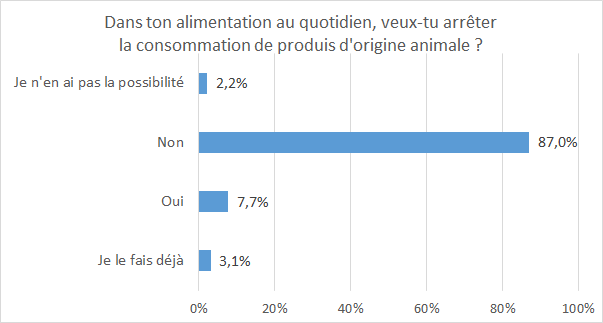 Dans ton alimentation au quotidien, veux-tu arrêter
la consommation de produis d'origine animale ?
Je n'en ai pas la possibilité
2,2%
Non
87,0%
Oui
7,7%
Je le fais déjà
3,1%
0%
20%
40%
60%
80%
100%